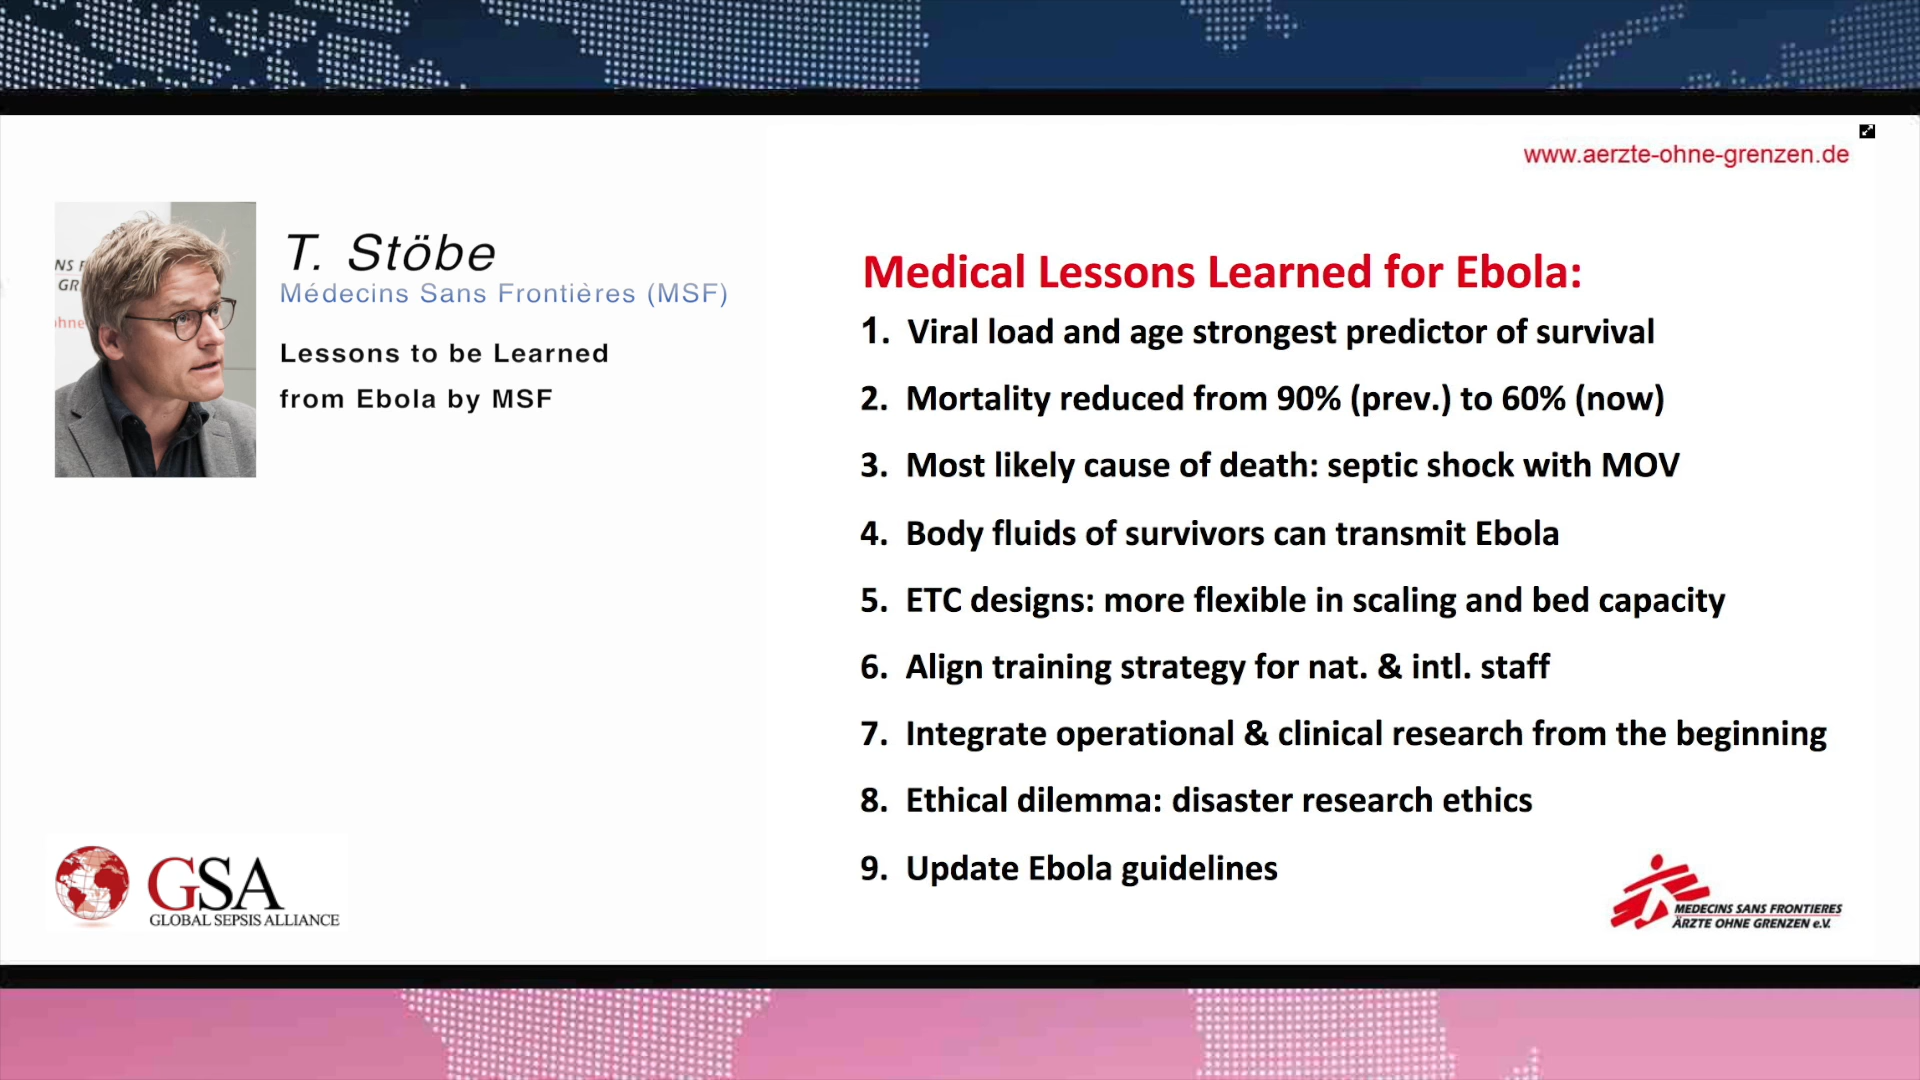 www.aerzte-ohne-grenzen.de
T. Stöbe
Médecins Sans Frontières (MSF)
Lessons to be Learned
from Ebola by MSF
Medical Lessons Learned for Ebola:
1. Viral load and age strongest predictor of survival
2. Mortality reduced from 90% (prev.) to 60% (now)
3. Most likely cause of death: septic shock with MOV
4. Body fluids of survivors can transmit Ebola
5. ETC designs: more flexible in scaling and bed capacity
6. Align training strategy for nat. & intl. staff
7. Integrate operational & clinical research from the beginning
8. Ethical dilemma: disaster research ethics
9. Update Ebola guidelines
GSA
GLOBAL SEPSIS ALLIANCE
MEDECINS SANS FRONTIERES
ÄRZTE OHNE GRENZEN e.V.